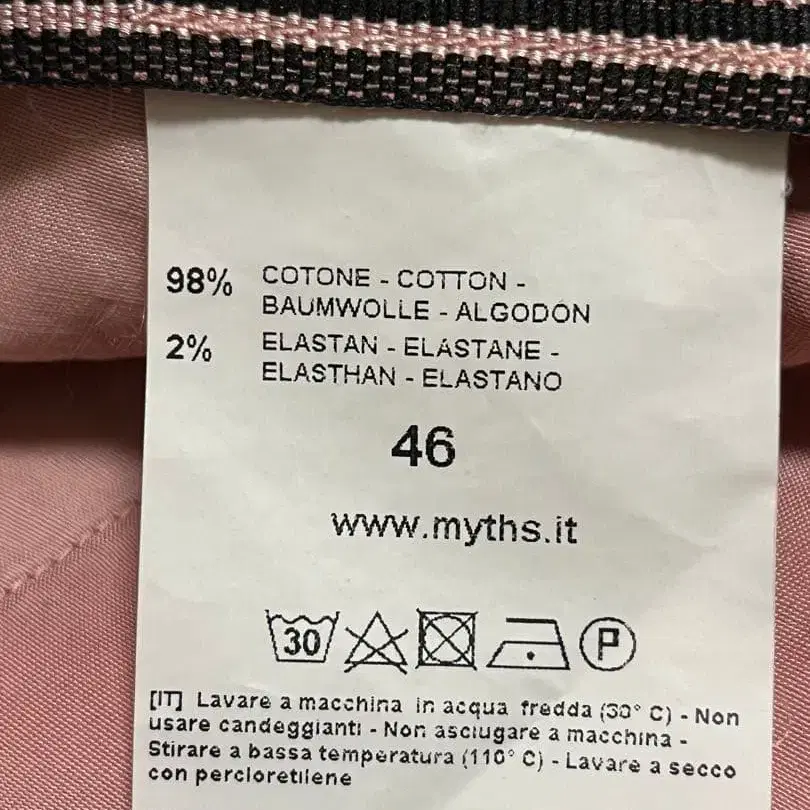 98% COTONE - COTTON -
BAUMWOLLE - ALGODÓN
2% ELASTAN - ELASTANE -
ELASTHAN - ELASTANO
46
www.myths.it
30 P
[IT] Lavare a macchina in acqua fredda (30° C) - Non
usare candeggianti - Non asciugare a macchina -
Stirare a bassa temperatura (110° C) - Lavare a secco
con percloretilene